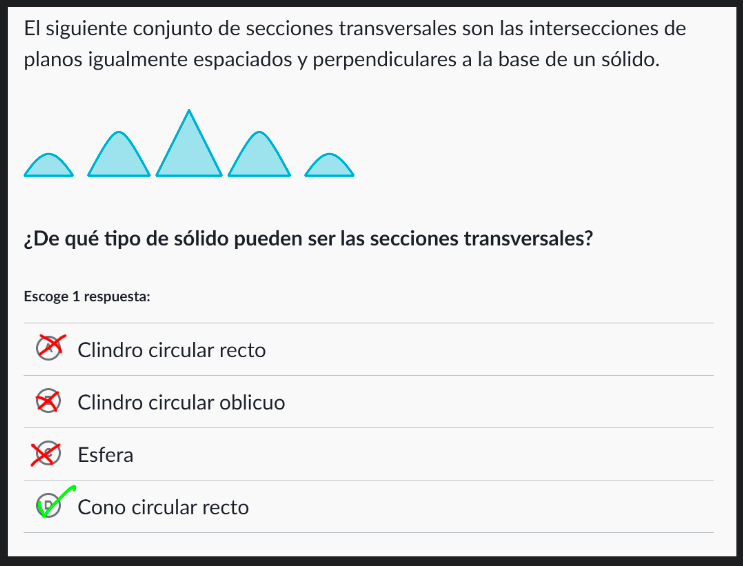 El siguiente conjunto de secciones transversales son las intersecciones de
planos igualmente espaciados y perpendiculares a la base de un sólido.
¿De qué tipo de sólido pueden ser las secciones transversales?
Escoge 1 respuesta:
A Clindro circular recto
Clindro circular oblicuo
C Esfera
D Cono circular recto